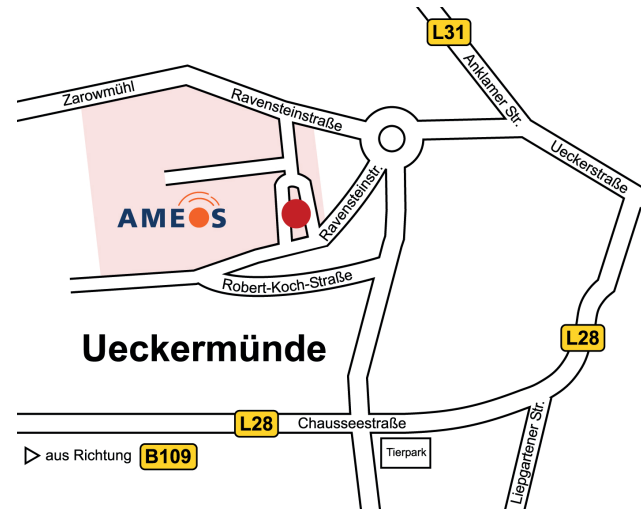 L31
Anklamer Str.
Zarowmühl
Ravensteinstraße
Ueckerstraße
AMEOS
Ravensteinstr.
Robert-Koch-Straße
Ueckermünde
L28
L28
Chausseestraße
aus Richtung B109
Tierpark
Liepgartener Str.